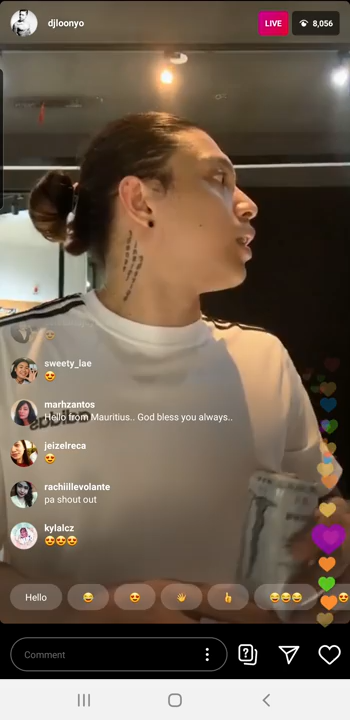 djloonyo
LIVE
8,056
sweety_lae
marhzantos
Hello from Mauritius.. God bless you always..
adidas
jeizelreca
rachiillevolante
pa shout out
kylalcz
Hello
Comment